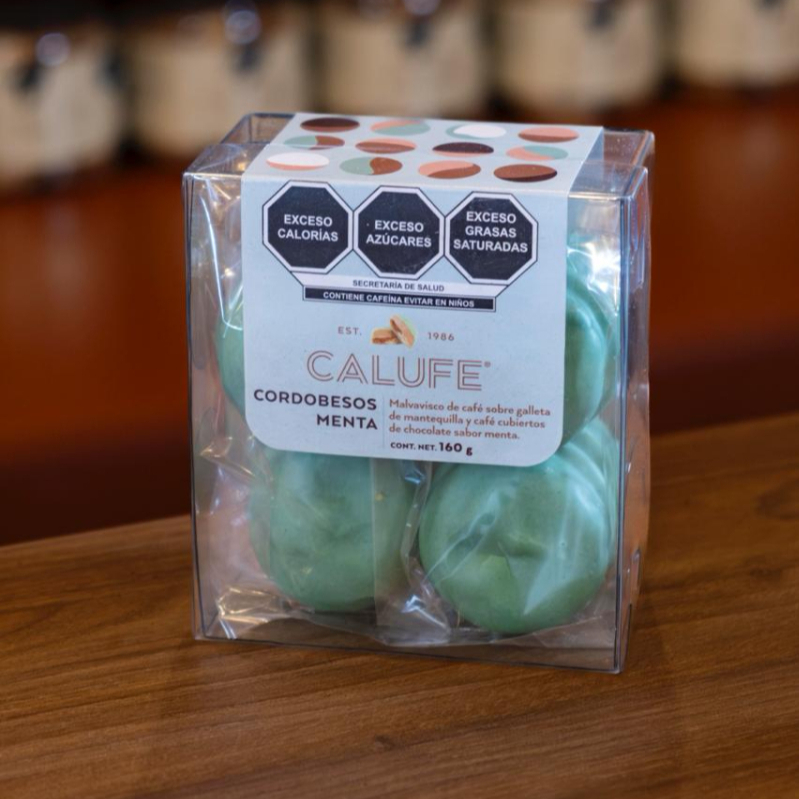 EXCESO
CALORÍAS
EXCESO
AZÚCARES
EXCESO
GRASAS
SATURADAS
SECRETARÍA DE SALUD
CONTIENE CAFEÍNA EVITAR EN NIÑOS
EST. 1986
CALUFE®
CORDOBESOS
MENTA
Malvavisco de café sobre galleta
de mantequilla y café cubiertos
de chocolate sabor menta.
CONT. NET. 160 g